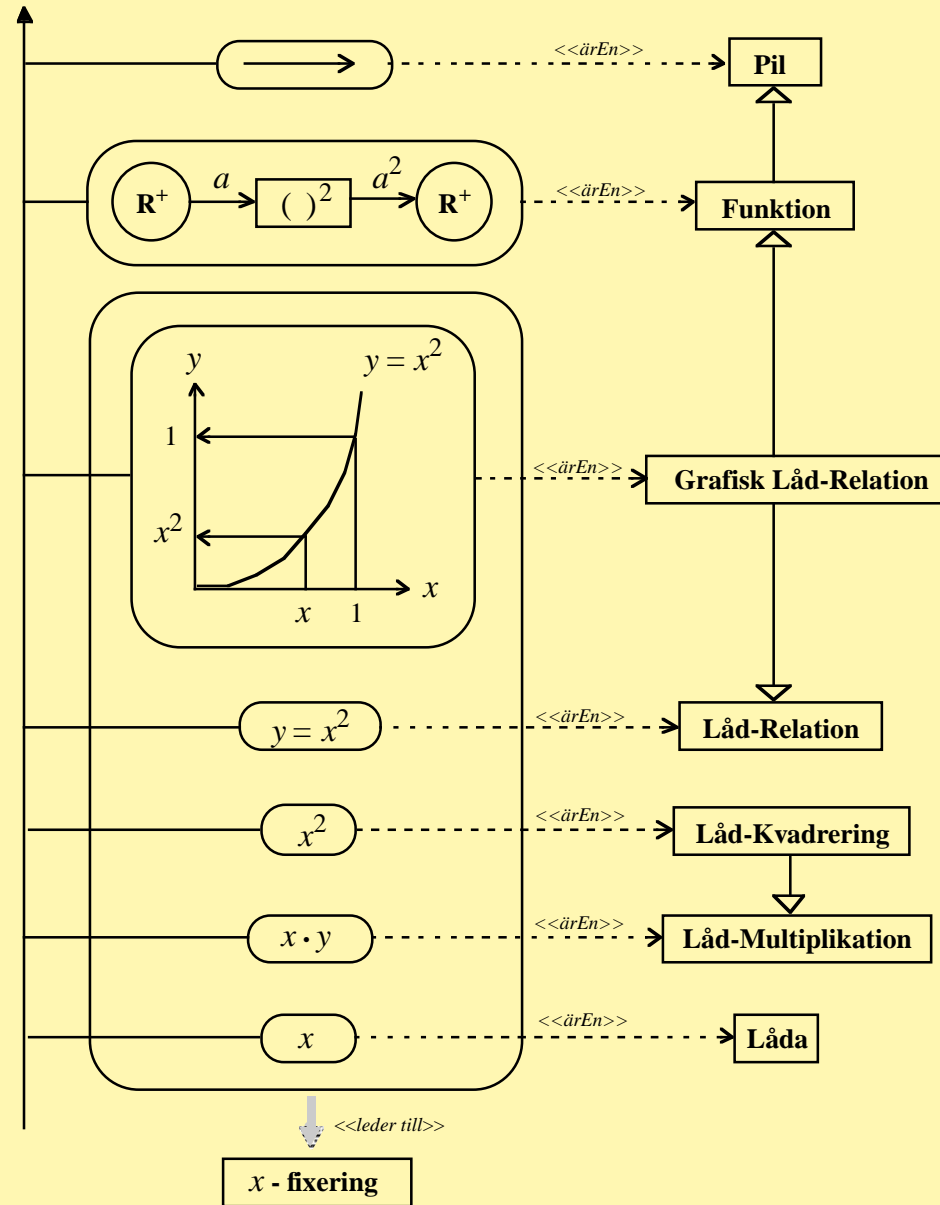 <<ärEn>>
Pil
R⁺ a ( )² a² R⁺
<<ärEn>>
Funktion
y
y = x²
1
x²
x
x 1
<<ärEn>>
Grafisk Låd-Relation
y = x²
<<ärEn>>
Låd-Relation
x²
<<ärEn>>
Låd-Kvadrering
x · y
<<ärEn>>
Låd-Multiplikation
x
<<ärEn>>
Låda
<<leder till>>
x - fixering